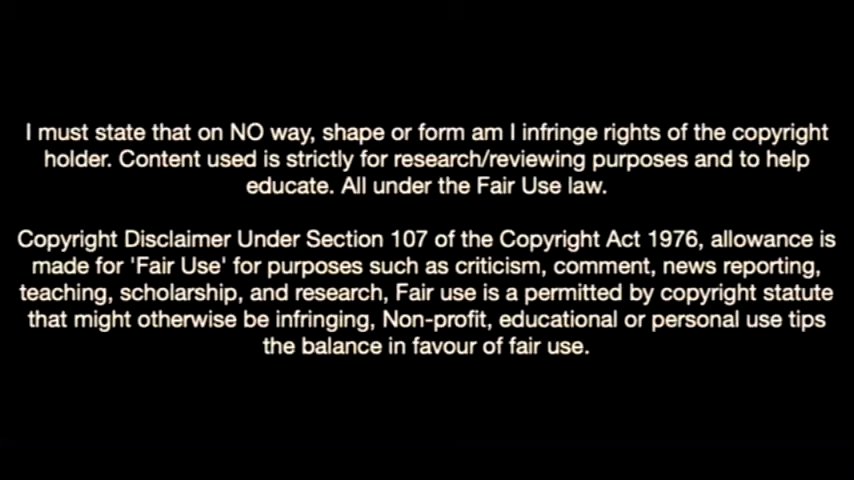 I must state that on NO way, shape or form am I infringe rights of the copyright
holder. Content used is strictly for research/reviewing purposes and to help
educate. All under the Fair Use law.
Copyright Disclaimer Under Section 107 of the Copyright Act 1976, allowance is
made for 'Fair Use' for purposes such as criticism, comment, news reporting,
teaching, scholarship, and research, Fair use is a permitted by copyright statute
that might otherwise be infringing, Non-profit, educational or personal use tips
the balance in favour of fair use.